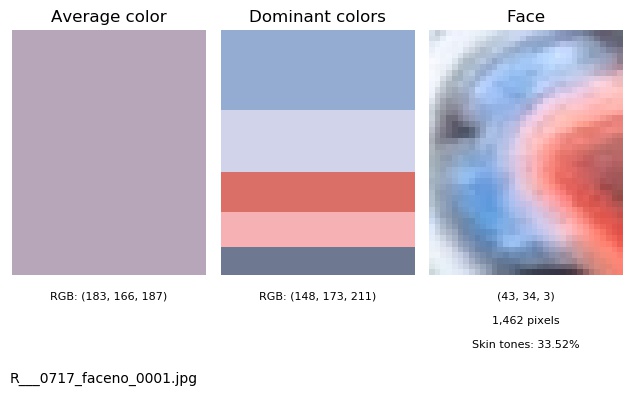 Average color
Dominant colors
Face
RGB: (183, 166, 187)
RGB: (148, 173, 211)
(43, 34, 3)
1,462 pixels
Skin tones: 33.52%
R___0717_faceno_0001.jpg